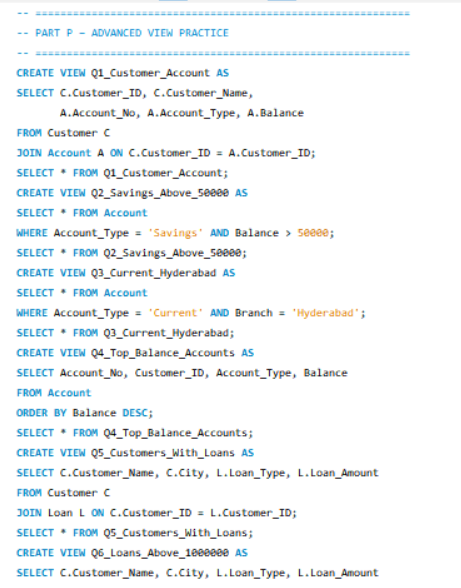 -- ============================================================
-- PART P – ADVANCED VIEW PRACTICE
-- ============================================================
CREATE VIEW Q1_Customer_Account AS
SELECT C.Customer_ID, C.Customer_Name,
A.Account_No, A.Account_Type, A.Balance
FROM Customer C
JOIN Account A ON C.Customer_ID = A.Customer_ID;
SELECT * FROM Q1_Customer_Account;
CREATE VIEW Q2_Savings_Above_50000 AS
SELECT * FROM Account
WHERE Account_Type = 'Savings' AND Balance > 50000;
SELECT * FROM Q2_Savings_Above_50000;
CREATE VIEW Q3_Current_Hyderabad AS
SELECT * FROM Account
WHERE Account_Type = 'Current' AND Branch = 'Hyderabad';
SELECT * FROM Q3_Current_Hyderabad;
CREATE VIEW Q4_Top_Balance_Accounts AS
SELECT Account_No, Customer_ID, Account_Type, Balance
FROM Account
ORDER BY Balance DESC;
SELECT * FROM Q4_Top_Balance_Accounts;
CREATE VIEW Q5_Customers_With_Loans AS
SELECT C.Customer_Name, C.City, L.Loan_Type, L.Loan_Amount
FROM Customer C
JOIN Loan L ON C.Customer_ID = L.Customer_ID;
SELECT * FROM Q5_Customers_With_Loans;
CREATE VIEW Q6_Loans_Above_1000000 AS
SELECT C.Customer_Name, C.City, L.Loan_Type, L.Loan_Amount